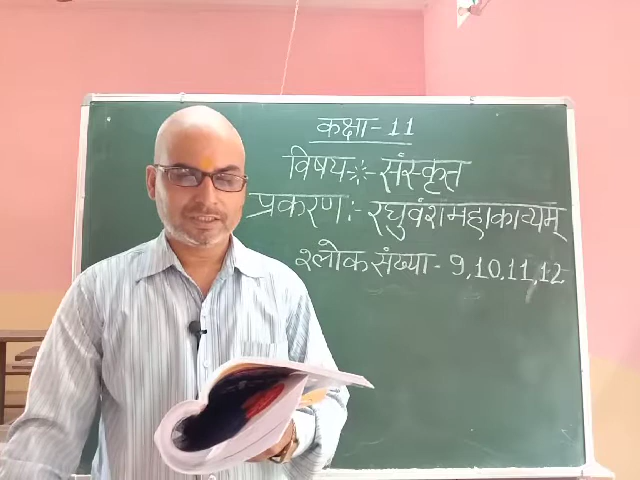 कक्षा- 11
विषय:- संस्कृत
प्रकरण :- रघुवंशमहाकाव्यम्
श्लोक संख्या - 9,10,11,12